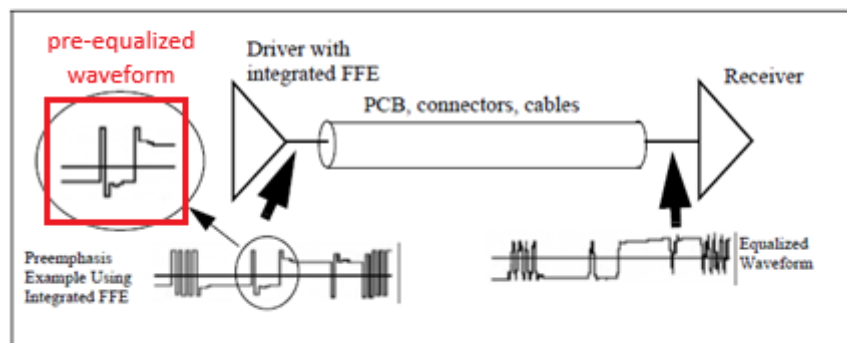 pre-equalized
waveform
Driver with
integrated FFE
Receiver
PCB, connectors, cables
Preemphasis
Example Using
Integrated FFE
Equalized
Waveform